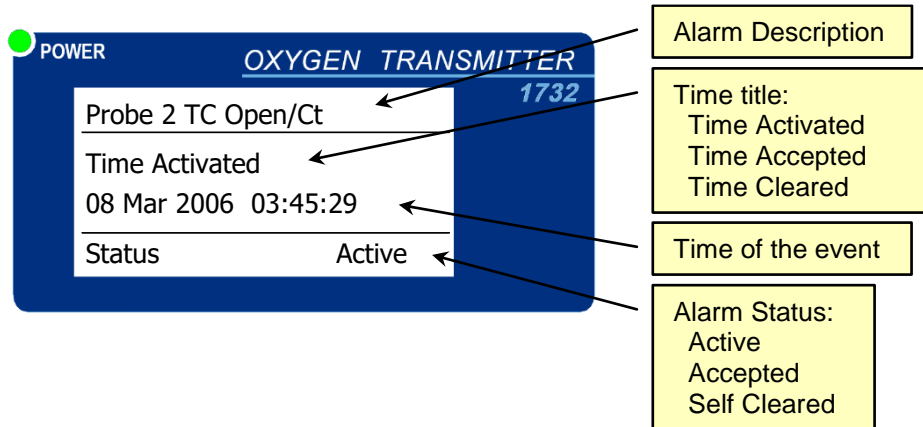 POWER
OXYGEN TRANSMITTER
1732
Probe 2 TC Open/Ct
Time Activated
08 Mar 2006 03:45:29
Status Active
Alarm Description
Time title:
Time Activated
Time Accepted
Time Cleared
Time of the event
Alarm Status:
Active
Accepted
Self Cleared